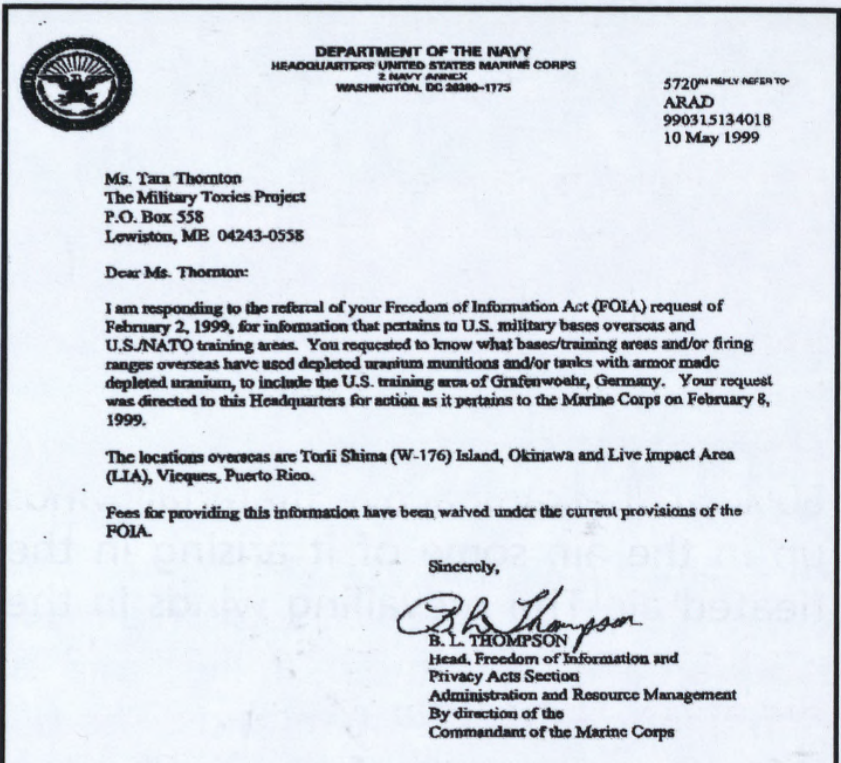 DEPARTMENT OF THE NAVY
HEADQUARTERS UNITED STATES MARINE CORPS
2 NAVY ANNEX
WASHINGTON, DC 20380-1775
5720 IN REPLY REFER TO-
ARAD
990315134018
10 May 1999
Ms. Tara Thornton
The Military Toxics Project
P.O. Box 558
Lewiston, ME 04243-0558
Dear Ms. Thornton:
I am responding to the referral of your Freedom of Information Act (FOIA) request of
February 2, 1999, for information that pertains to U.S. military bases overseas and
U.S./NATO training areas. You requested to know what bases/training areas and/or firing
ranges overseas have used depleted uranium munitions and/or tanks with armor made
depleted uranium, to include the U.S. training area of Grafenwoehr, Germany. Your request
was directed to this Headquarters for action as it pertains to the Marine Corps on February 8,
1999.
The locations overseas are Torii Shima (W-176) Island, Okinawa and Live Impact Area
(LIA), Vieques, Puerto Rico.
Fees for providing this information have been waived under the current provisions of the
FOIA.
Sincerely,
B L Thompson
B. L. THOMPSON
Head, Freedom of Information and
Privacy Acts Section
Administration and Resource Management
By direction of the
Commandant of the Marine Corps